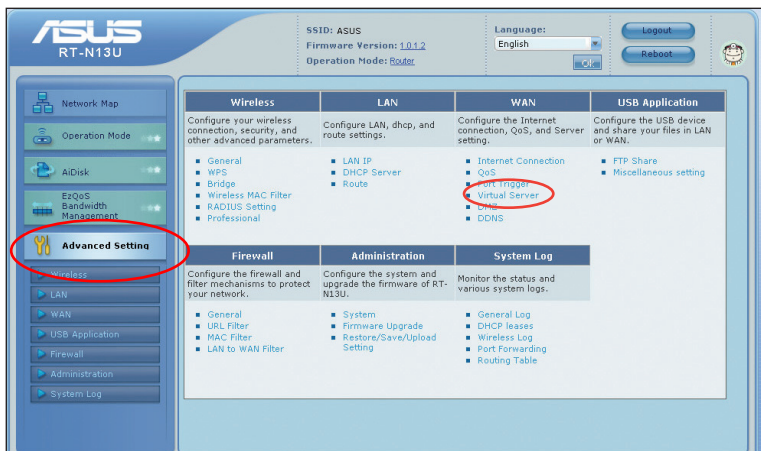 ASUS
RT-N13U
SSID: ASUS
Firmware Version: 1.0.1.2
Operation Mode: Router
Language:
English
Logout
Reboot
Network Map
Operation Mode
AiDisk
EzQoS
Bandwidth
Management
Advanced Setting
Wireless
LAN
WAN
USB Application
Firewall
Administration
System Log
Wireless
Configure your wireless
connection, security, and
other advanced parameters.
General
WPS
Bridge
Wireless MAC Filter
RADIUS Setting
Professional
LAN
Configure LAN, dhcp, and
route settings.
LAN IP
DHCP Server
Route
WAN
Configure the Internet
connection, QoS, and Server
setting.
Internet Connection
QoS
Port Trigger
Virtual Server
DMZ
DDNS
USB Application
Configure the USB device
and share your files in LAN
or WAN.
FTP Share
Miscellaneous setting
Firewall
Configure the firewall and
filter mechanisms to protect
your network.
General
URL Filter
MAC Filter
LAN to WAN Filter
Administration
Configure the system and
upgrade the firmware of RT-
N13U.
System
Firmware Upgrade
Restore/Save/Upload
Setting
System Log
Monitor the status and
various system logs.
General Log
DHCP leases
Wireless Log
Port Forwarding
Routing Table